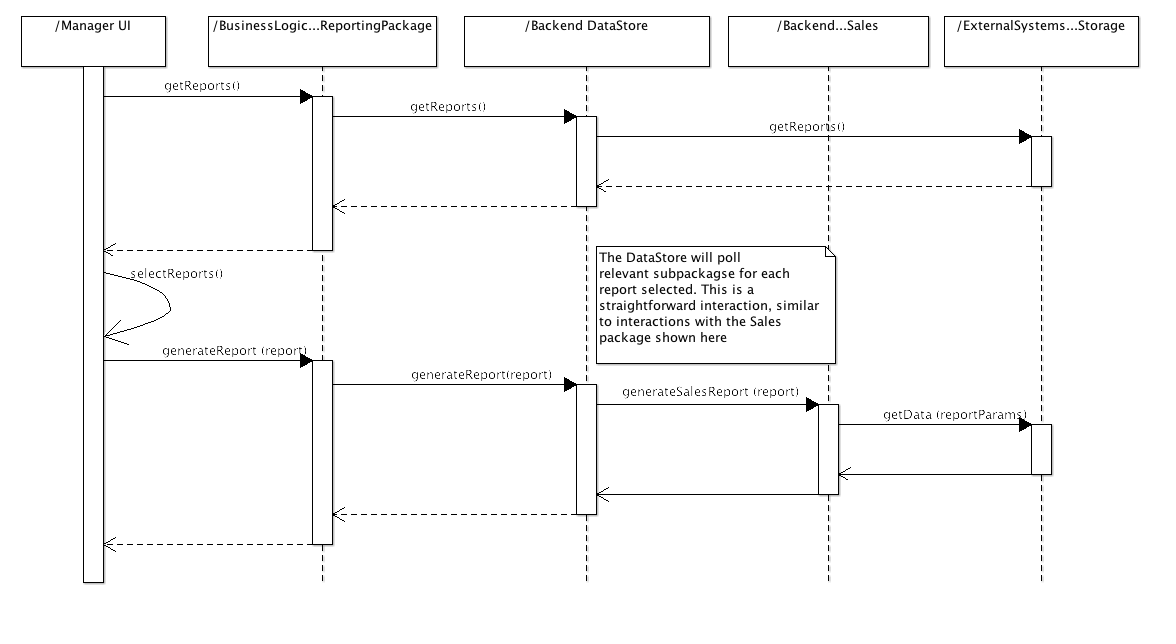 /Manager UI
/BusinessLogic...ReportingPackage
/Backend DataStore
/Backend...Sales
/ExternalSystems...Storage
getReports()
getReports()
getReports()
selectReports()
The DataStore will poll
relevant subpackagse for each
report selected. This is a
straightforward interaction, similar
to interactions with the Sales
package shown here
generateReport (report)
generateReport(report)
generateSalesReport (report)
getData (reportParams)